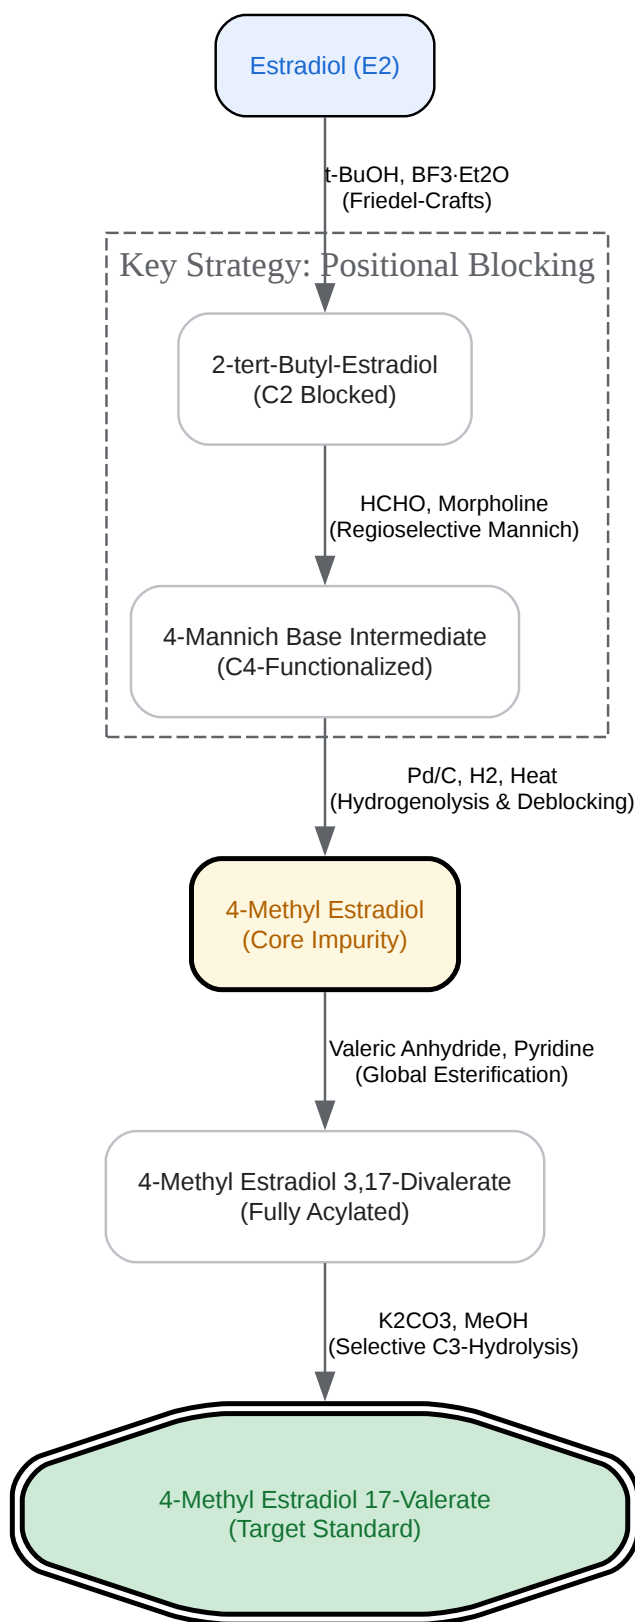 Estradiol (E2)
t-BuOH, BF3·Et2O
(Friedel-Crafts)
Key Strategy: Positional Blocking
2-tert-Butyl-Estradiol
(C2 Blocked)
HCHO, Morpholine
(Regioselective Mannich)
4-Mannich Base Intermediate
(C4-Functionalized)
Pd/C, H2, Heat
(Hydrogenolysis & Deblocking)
4-Methyl Estradiol
(Core Impurity)
Valeric Anhydride, Pyridine
(Global Esterification)
4-Methyl Estradiol 3,17-Divalerate
(Fully Acylated)
K2CO3, MeOH
(Selective C3-Hydrolysis)
4-Methyl Estradiol 17-Valerate
(Target Standard)